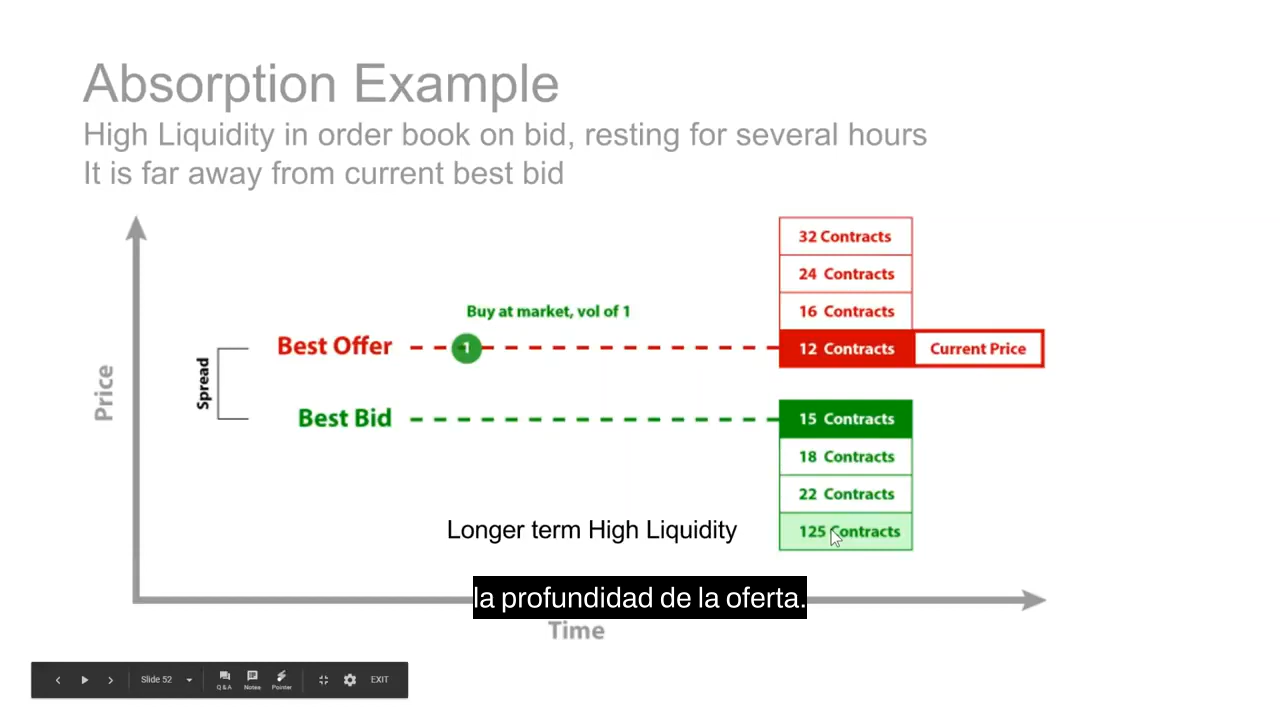 Absorption Example
High Liquidity in order book on bid, resting for several hours
It is far away from current best bid
32 Contracts
24 Contracts
Buy at market, vol of 1
16 Contracts
Best Offer
1
12 Contracts
Current Price
Spread
Price
Best Bid
15 Contracts
18 Contracts
22 Contracts
Longer term High Liquidity
125 Contracts
la profundidad de la oferta.
Time
Slide 52
Q & A
Notes
Pointer
EXIT